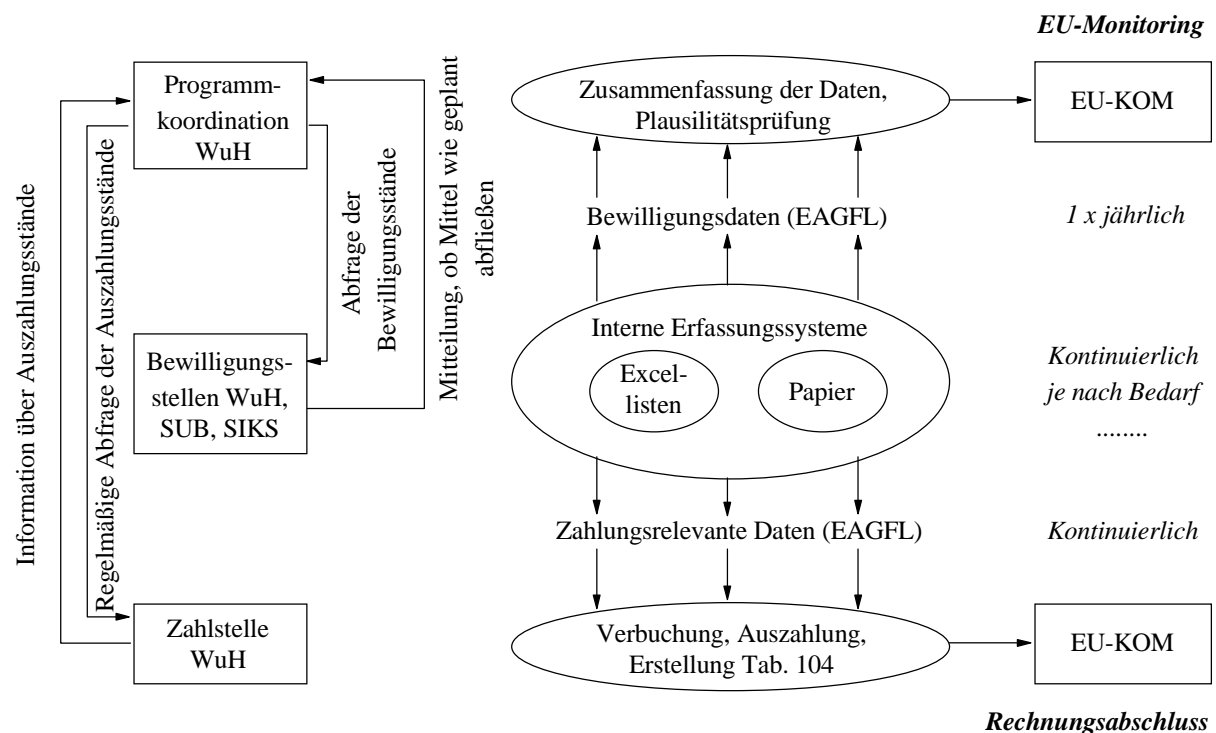 EU-Monitoring
Programm-
koordination
WuH
Zusammenfassung der Daten,
Plausilitätsprüfung
EU-KOM
Information über Auszahlungsstände
Regelmäßige Abfrage der Auszahlungsstände
Abfrage der
Bewilligungsstände
Mitteilung, ob Mittel wie geplant
abfließen
Bewilligungsdaten (EAGFL)
1 x jährlich
Bewilligungs-
stellen WuH,
SUB, SIKS
Interne Erfassungssysteme
Excel-
listen
Papier
Kontinuierlich
je nach Bedarf
........
Zahlungsrelevante Daten (EAGFL)
Kontinuierlich
Zahlstelle
WuH
Verbuchung, Auszahlung,
Erstellung Tab. 104
EU-KOM
Rechnungsabschluss